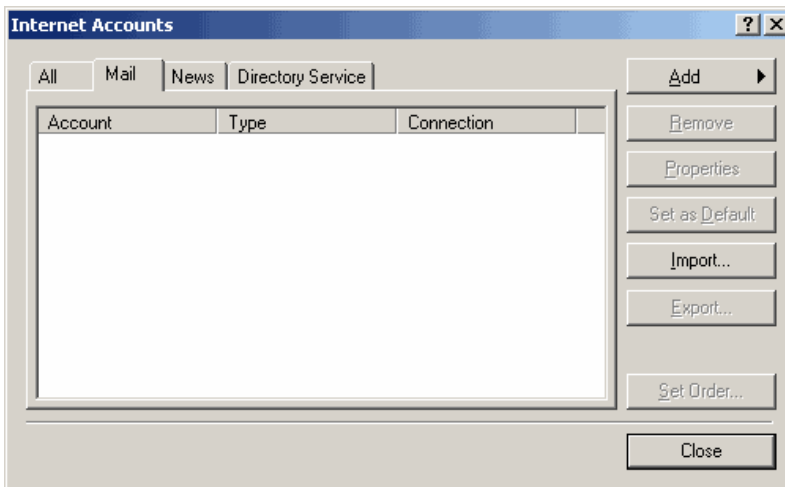 Internet Accounts
All Mail News Directory Service
Account Type Connection
Add
Remove
Properties
Set as Default
Import...
Export...
Set Order...
Close